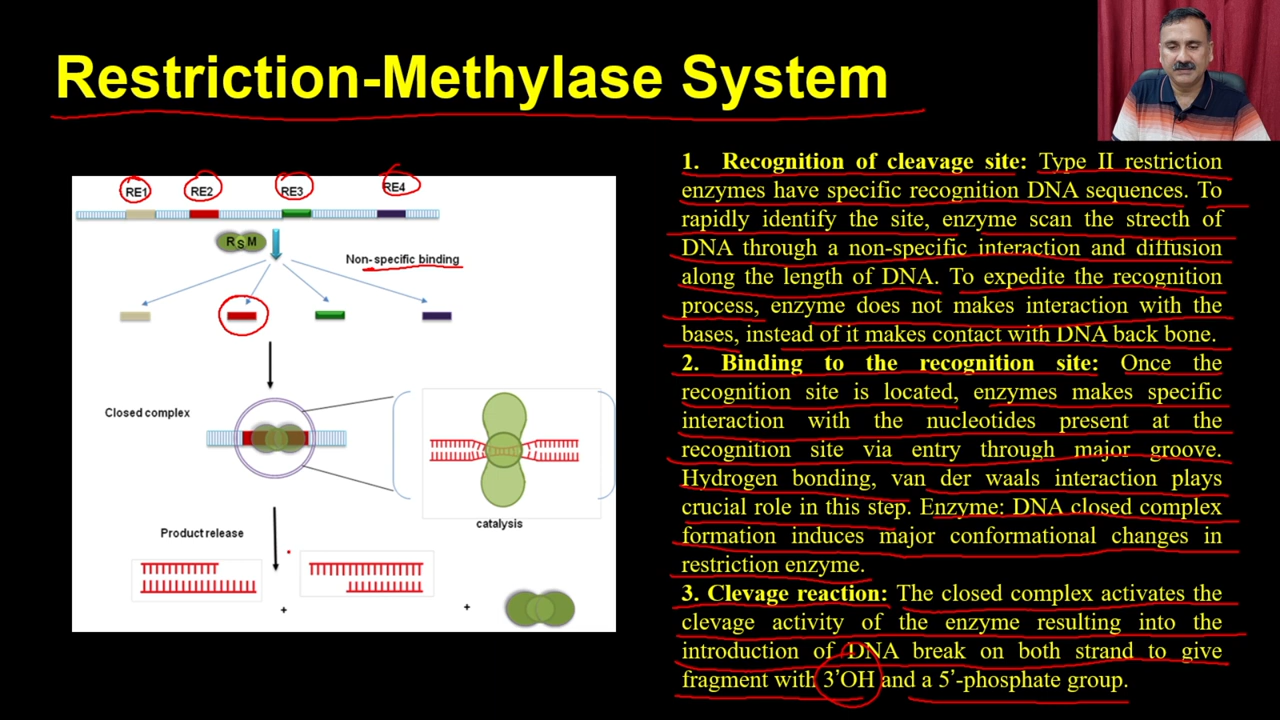 Restriction-Methylase System
RE1 RE2 RE3 RE4
R S M
Non-specific binding
Closed complex
catalysis
Product release
+ +
1. Recognition of cleavage site: Type II restriction
enzymes have specific recognition DNA sequences. To
rapidly identify the site, enzyme scan the strecth of
DNA through a non-specific interaction and diffusion
along the length of DNA. To expedite the recognition
process, enzyme does not makes interaction with the
bases, instead of it makes contact with DNA back bone.
2. Binding to the recognition site: Once the
recognition site is located, enzymes makes specific
interaction with the nucleotides present at the
recognition site via entry through major groove.
Hydrogen bonding, van der waals interaction plays
crucial role in this step. Enzyme: DNA closed complex
formation induces major conformational changes in
restriction enzyme.
3. Clevage reaction: The closed complex activates the
clevage activity of the enzyme resulting into the
introduction of DNA break on both strand to give
fragment with 3’OH and a 5’-phosphate group.